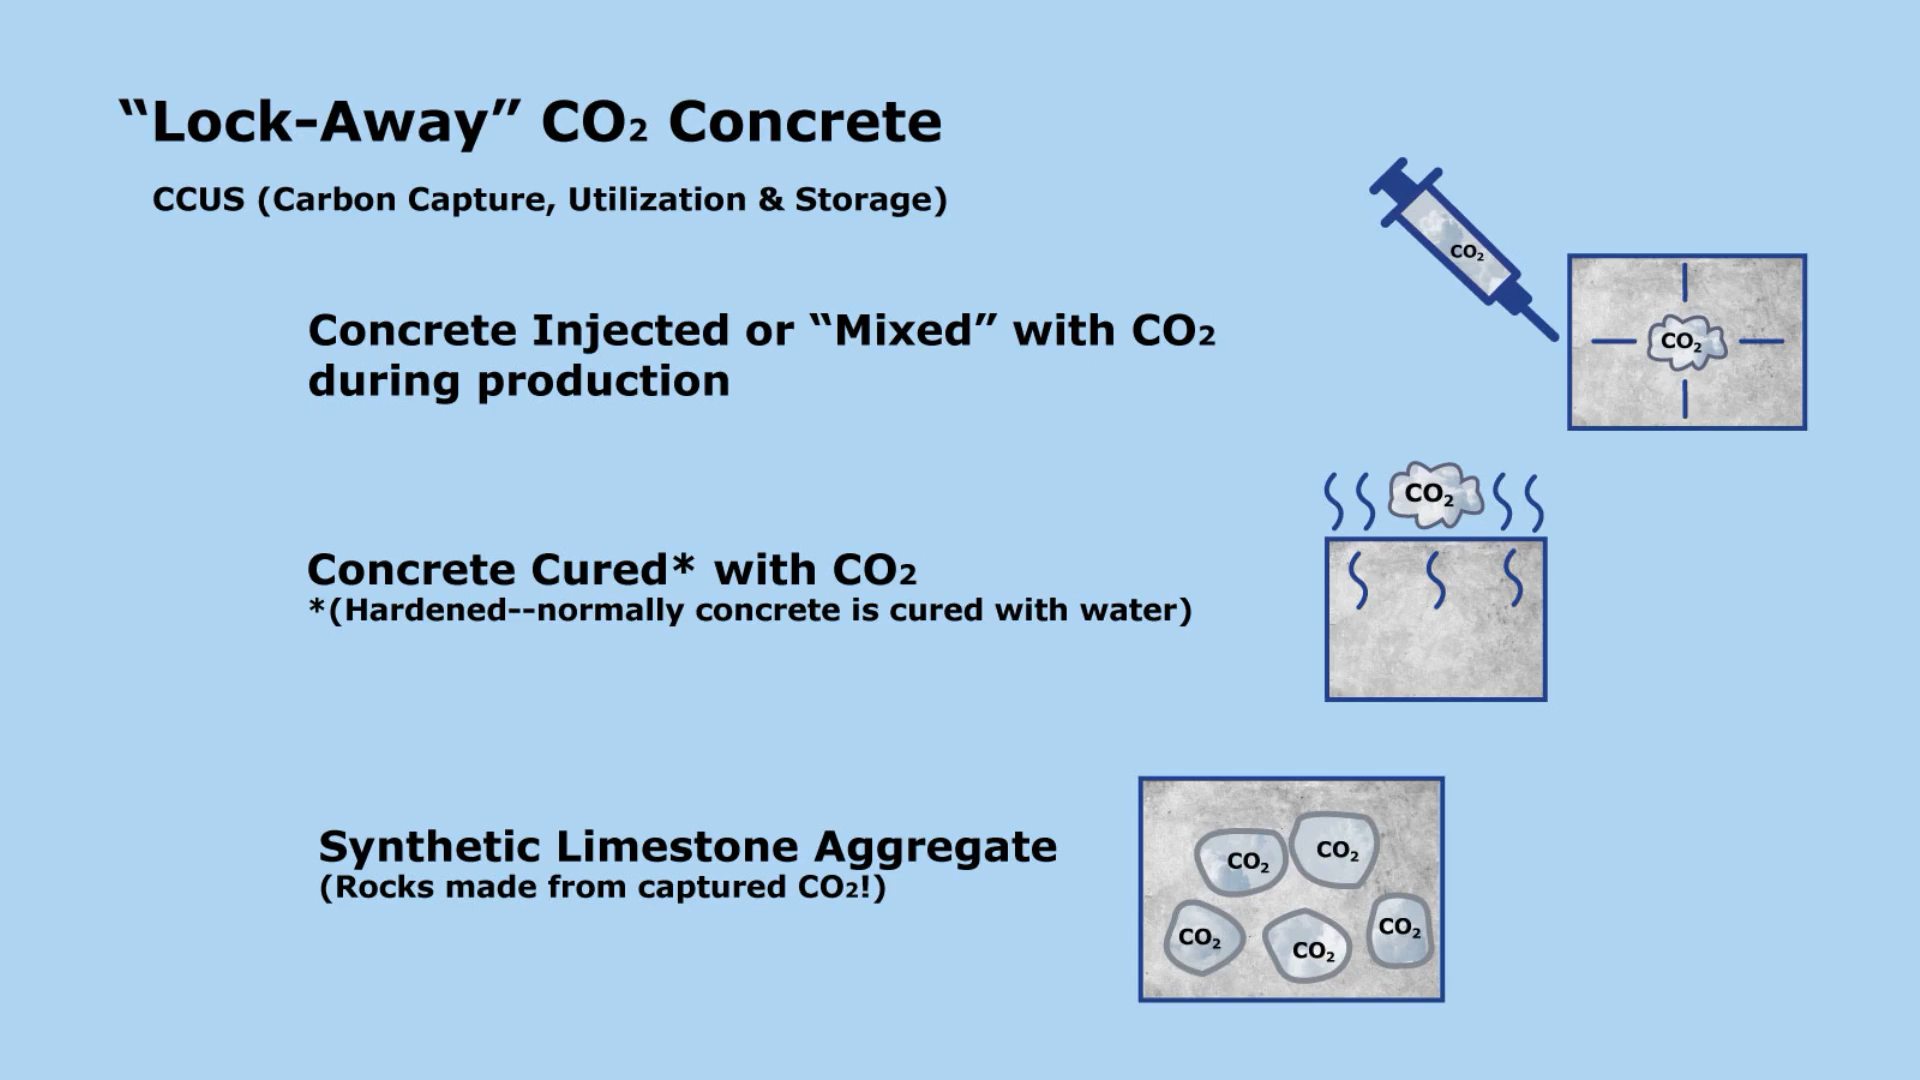 “Lock-Away” CO₂ Concrete
CCUS (Carbon Capture, Utilization & Storage)
CO₂
Concrete Injected or “Mixed” with CO₂
during production
CO₂
CO₂
Concrete Cured* with CO₂
*(Hardened--normally concrete is cured with water)
Synthetic Limestone Aggregate
(Rocks made from captured CO₂!)
CO₂
CO₂
CO₂
CO₂
CO₂